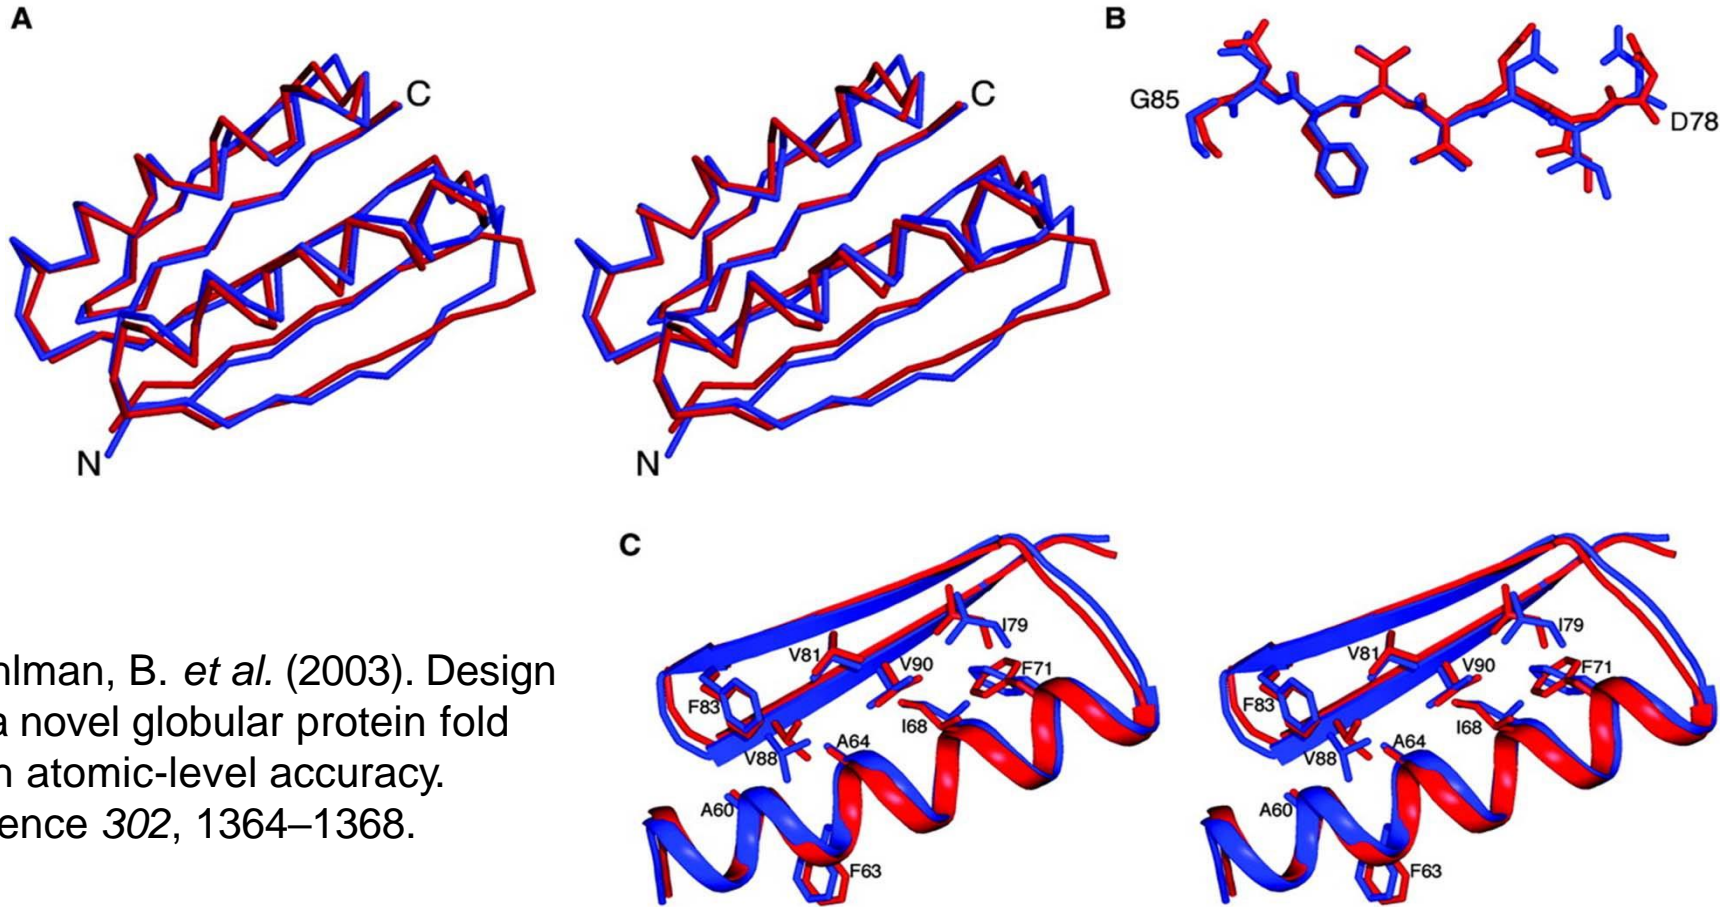 A
B
C
C
G85
D78
N
N
C
I79
I79
V81
V90
F71
V81
V90
F71
F83
F83
I68
I68
V88
A64
V88
A64
A60
A60
F63
F63
hlman, B. et al. (2003). Design
a novel globular protein fold
n atomic-level accuracy.
ence 302, 1364–1368.